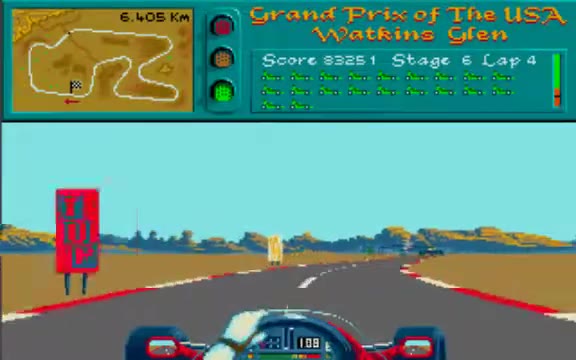 6.405 KM
Grand Prix of The USA
Watkins Glen
Score 83251 Stage 6 Lap 4
108